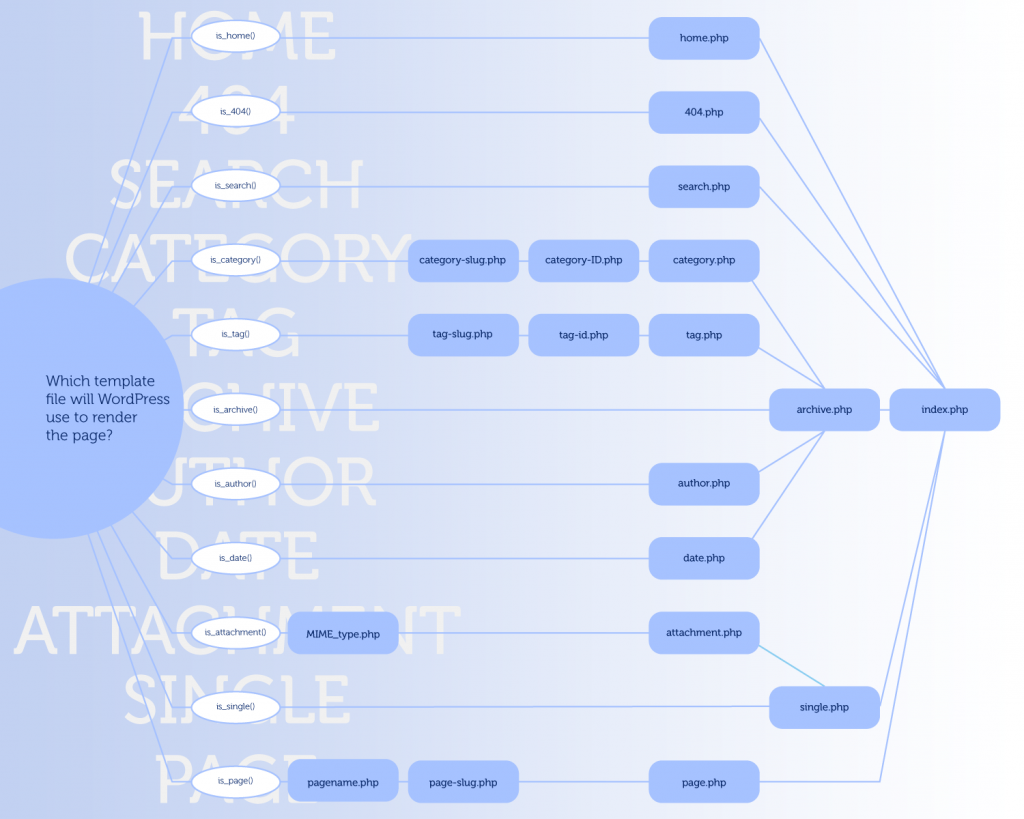 HOME
is_home()
home.php
404
is_404()
404.php
SEARCH
is_search()
search.php
CATEGORY
is_category()
category-slug.php
category-ID.php
category.php
TAG
is_tag()
tag-slug.php
tag-id.php
tag.php
Which template
file will WordPress
use to render
the page?
ARCHIVE
is_archive()
archive.php
index.php
AUTHOR
is_author()
author.php
DATE
is_date()
date.php
ATTACHMENT
is_attachment()
MIME_type.php
attachment.php
SINGLE
is_single()
single.php
PAGE
is_page()
pagename.php
page-slug.php
page.php